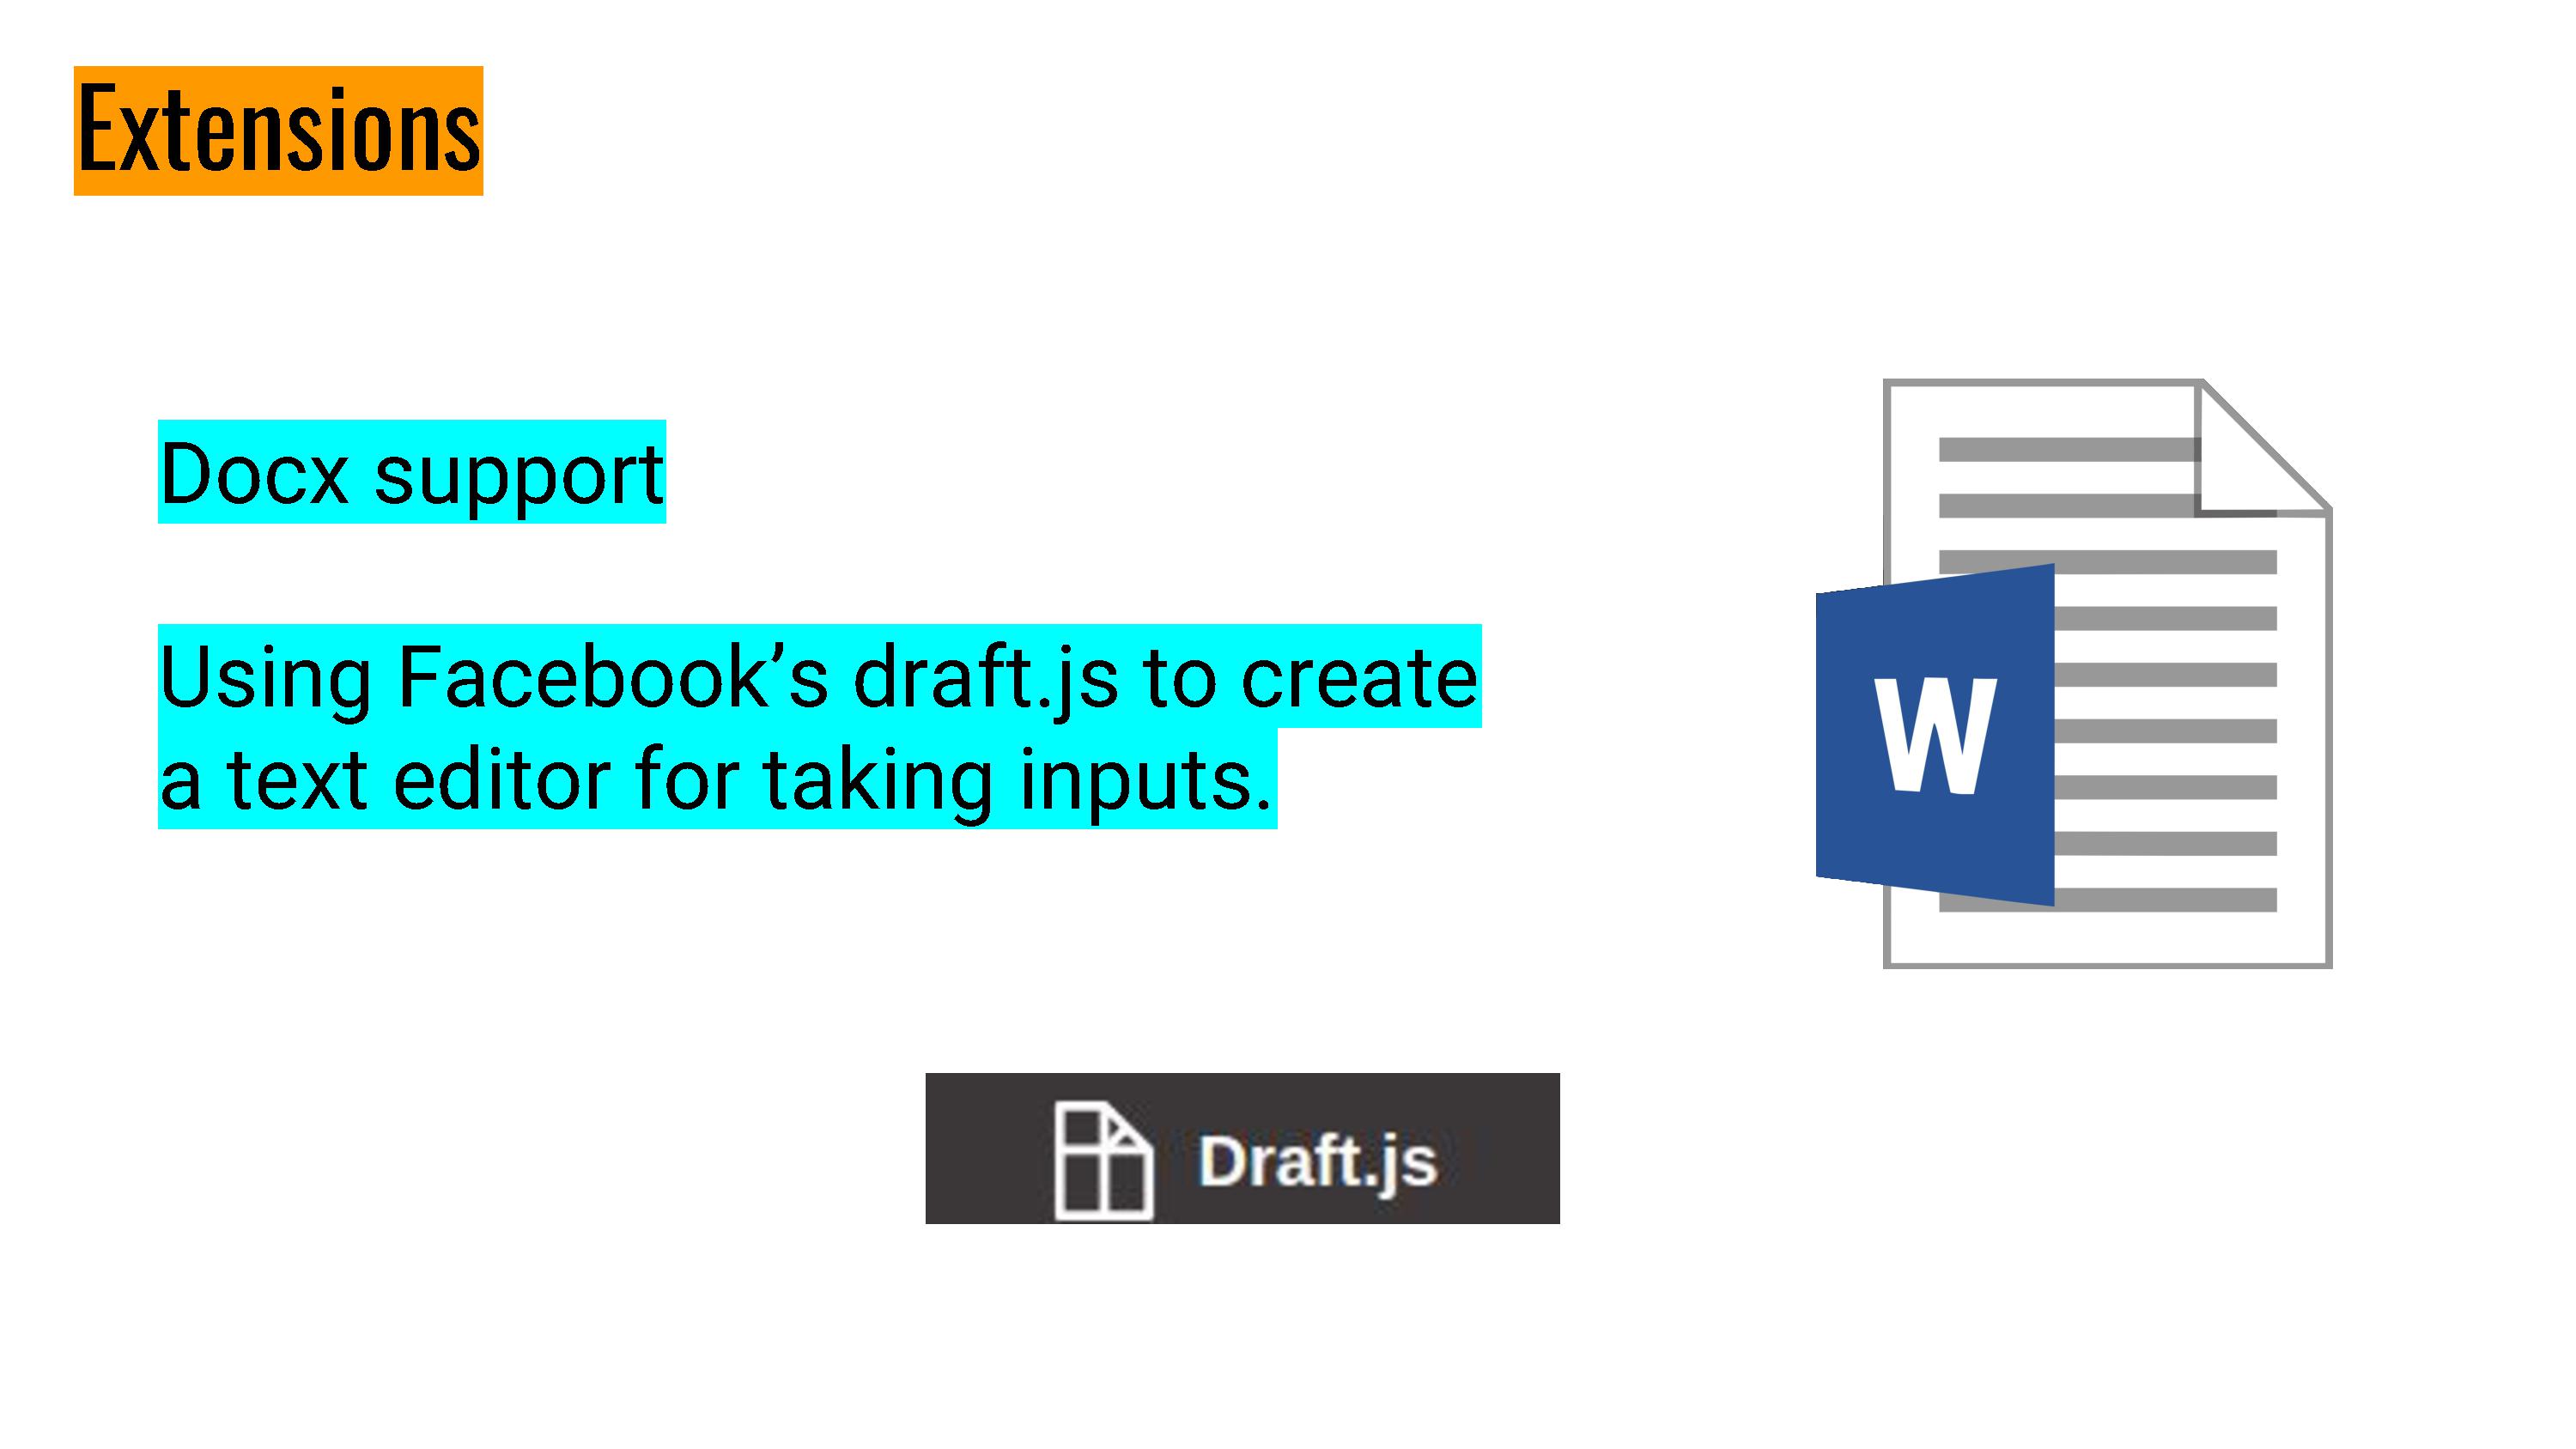 Extensions
Docx support
Using Facebook’s draft.js to create
a text editor for taking inputs.
W
Draft.js